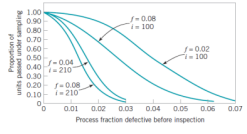 Proportion of
units passed under sampling
1.00
0.90
0.80
0.70
0.60
0.50
0.40
0.30
0.20
0.10
0
f = 0.08
i = 100
f = 0.02
i = 100
f = 0.04
i = 210
f = 0.08
i = 210
0
0.01
0.02
0.03
0.04
0.05
0.06
0.07
Process fraction defective before inspection